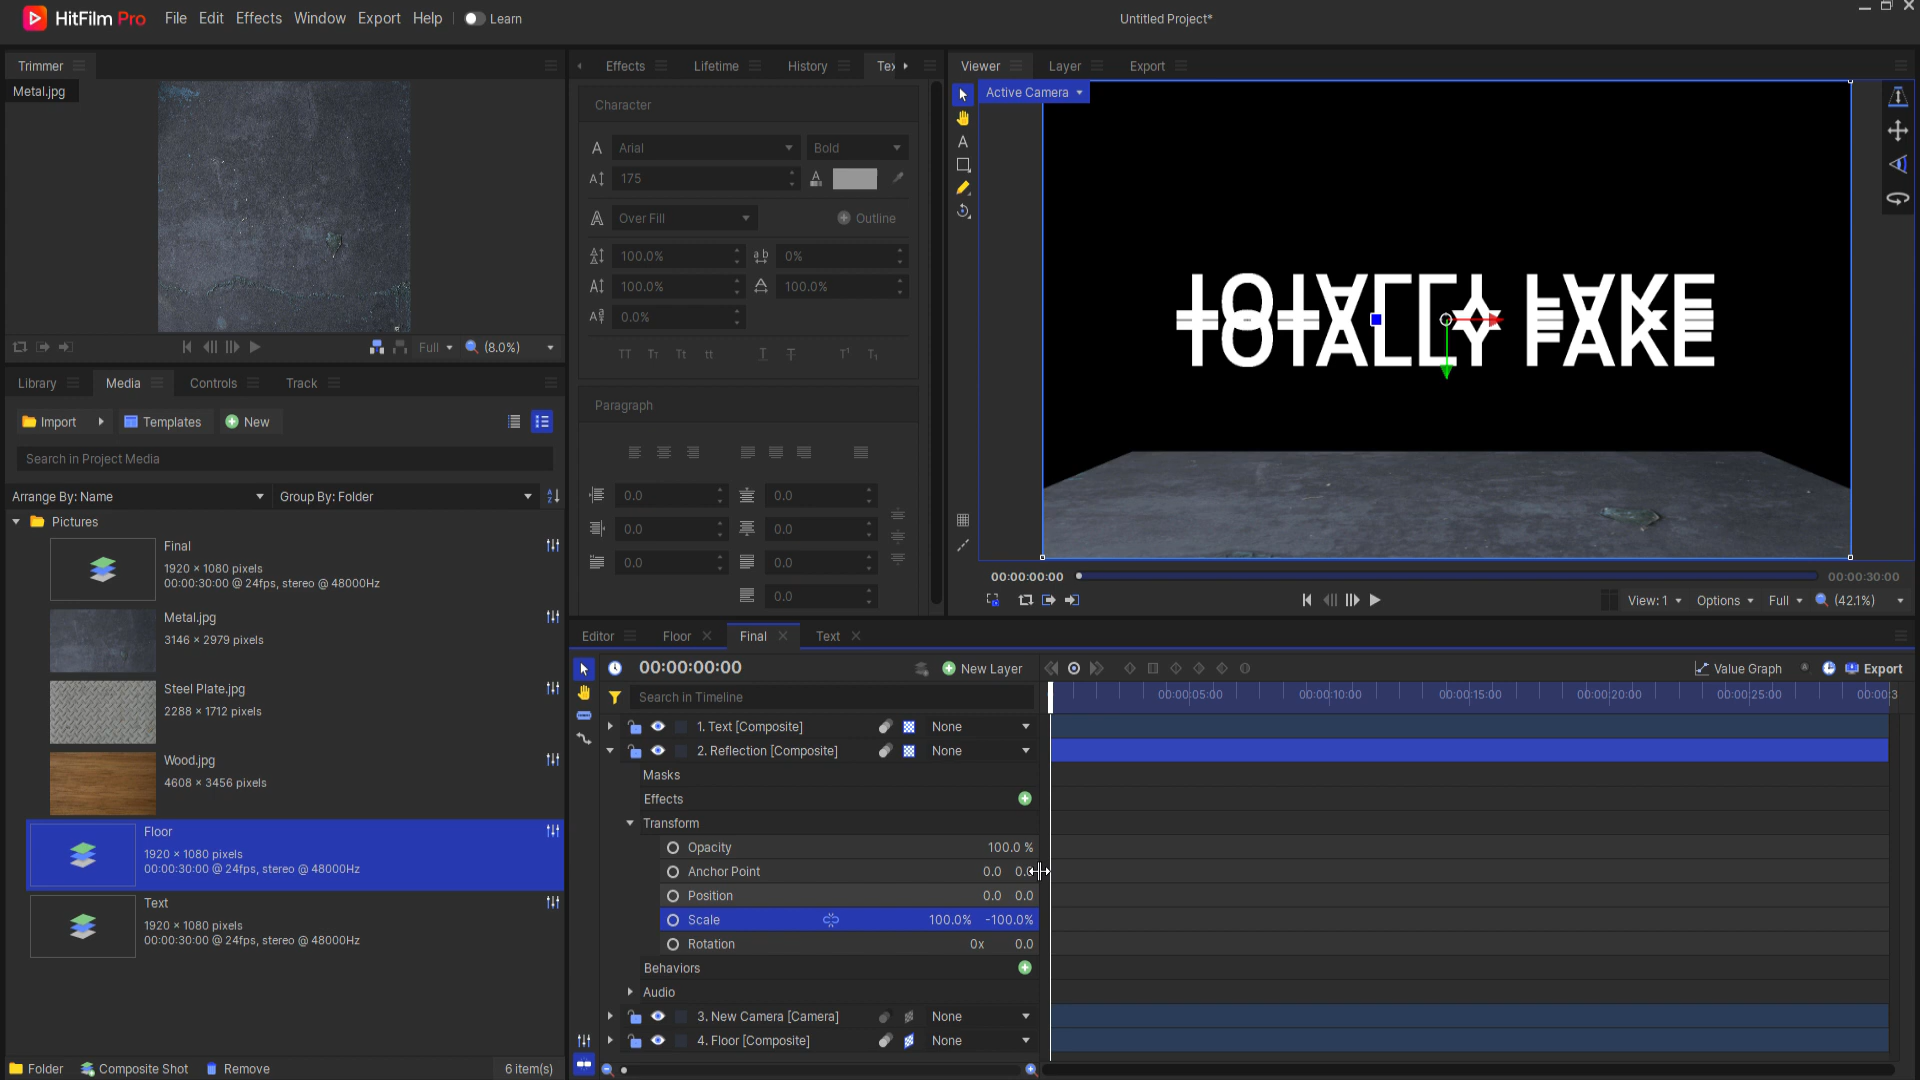 HitFilm Pro File Edit Effects Window Export Help Learn Untitled Project*
Trimmer
Metal.jpg
Full (8.0%)
Library Media Controls Track
Import Templates New
Search in Project Media
Arrange By: Name Group By: Folder
Pictures
Final
1920 × 1080 pixels
00:00:30:00 @ 24fps, stereo @ 48000Hz
Metal.jpg
3146 × 2979 pixels
Steel Plate.jpg
2288 × 1712 pixels
Wood.jpg
4608 × 3456 pixels
Floor
1920 × 1080 pixels
00:00:30:00 @ 24fps, stereo @ 48000Hz
Text
1920 × 1080 pixels
00:00:30:00 @ 24fps, stereo @ 48000Hz
Folder Composite Shot Remove 6 item(s)
Effects Lifetime History Tex
Character
Arial Bold
175
Over Fill Outline
100.0% 0%
100.0% 100.0%
0.0%
Paragraph
0.0 0.0
0.0 0.0
0.0 0.0
0.0
Viewer Layer Export
Active Camera
TOTALLY FAKE
00:00:00:00 00:00:30:00
View: 1 Options Full (42.1%)
Editor Floor Final Text
00:00:00:00 New Layer Value Graph Export
Search in Timeline
00:00:05:00 00:00:10:00 00:00:15:00 00:00:20:00 00:00:25:00 00:00:3
1. Text [Composite] None
2. Reflection [Composite] None
Masks
Effects
Transform
Opacity 100.0 %
Anchor Point 0.0 0.0
Position 0.0 0.0
Scale 100.0% -100.0%
Rotation 0x 0.0
Behaviors
Audio
3. New Camera [Camera] None
4. Floor [Composite] None